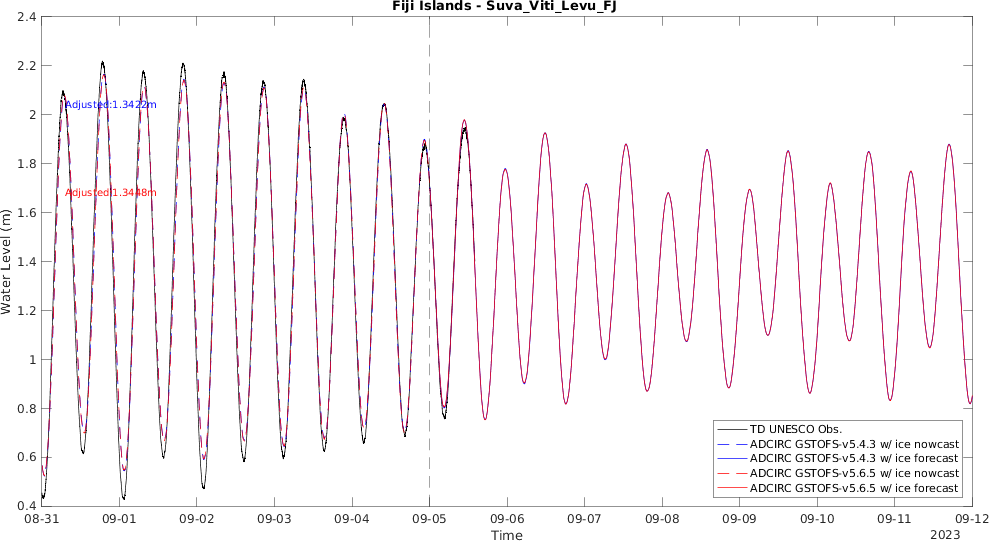 Fiji Islands - Suva_Viti_Levu_FJ
2.4
2.2
2
1.8
1.6
1.4
1.2
1
0.8
0.6
0.4
Water Level (m)
Adjusted:1.3422m
Adjusted:1.3448m
TD UNESCO Obs.
ADCIRC GSTOFS-v5.4.3 w/ ice nowcast
ADCIRC GSTOFS-v5.4.3 w/ ice forecast
ADCIRC GSTOFS-v5.6.5 w/ ice nowcast
ADCIRC GSTOFS-v5.6.5 w/ ice forecast
08-31 09-01 09-02 09-03 09-04 09-05 09-06 09-07 09-08 09-09 09-10 09-11 09-12
Time
2023